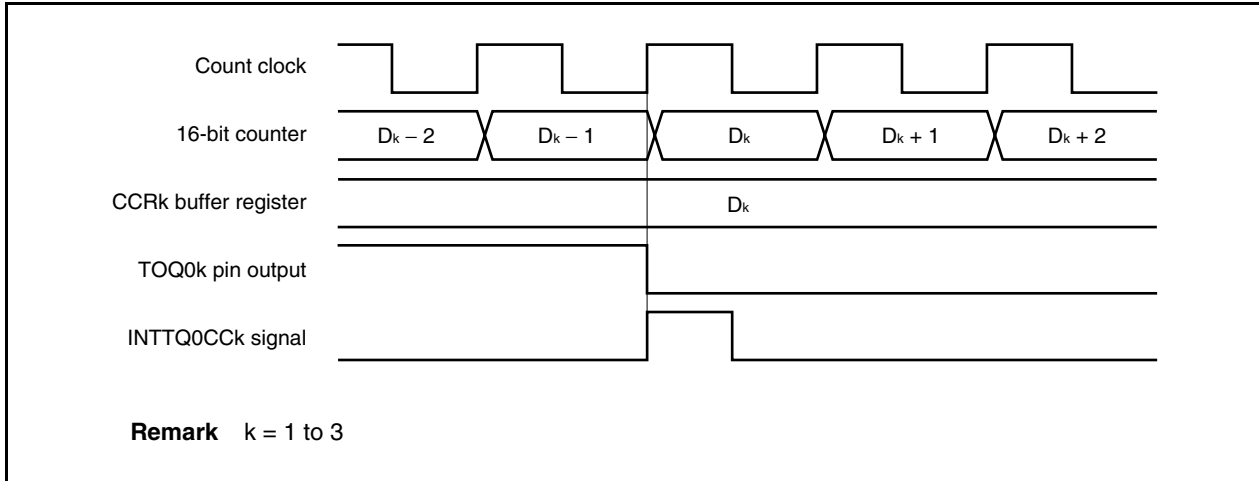 Count clock
16-bit counter Dk − 2 Dk − 1 Dk Dk + 1 Dk + 2
CCRk buffer register Dk
TOQ0k pin output
INTTQ0CCk signal
Remark k = 1 to 3